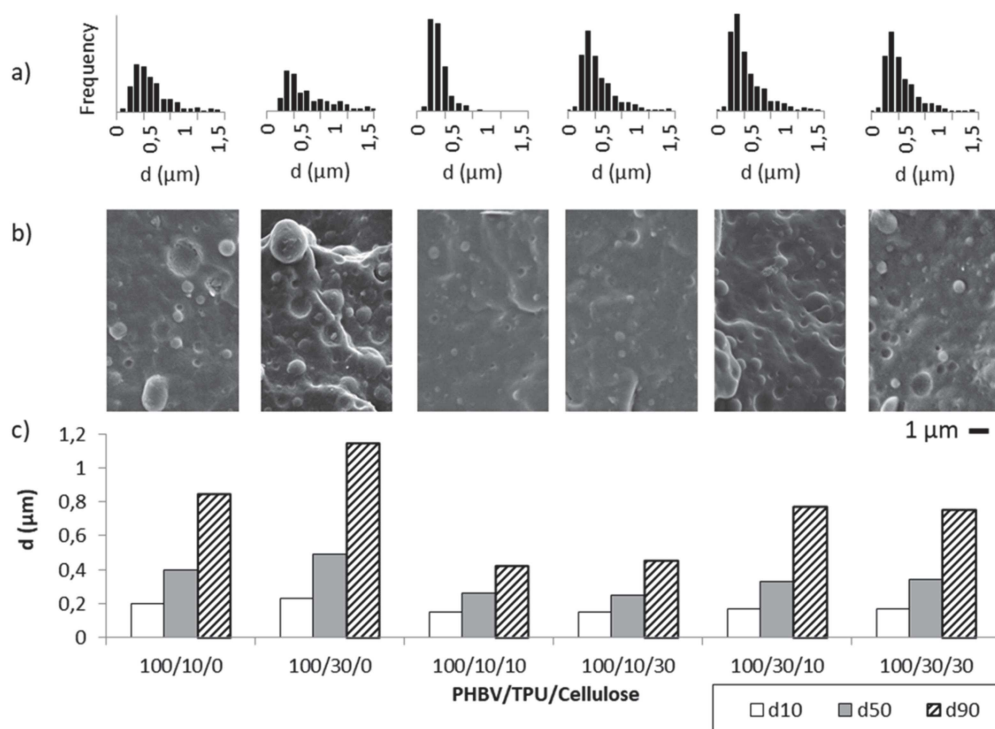 a)
Frequency
0 0,5 1 1,5
d (µm)
0 0,5 1 1,5
d (µm)
0 0,5 1 1,5
d (µm)
0 0,5 1 1,5
d (µm)
0 0,5 1 1,5
d (µm)
0 0,5 1 1,5
d (µm)
b)
1 µm
c)
d (µm)
1,2
1
0,8
0,6
0,4
0,2
0
100/10/0 100/30/0 100/10/10 100/10/30 100/30/10 100/30/30
PHBV/TPU/Cellulose
d10 d50 d90